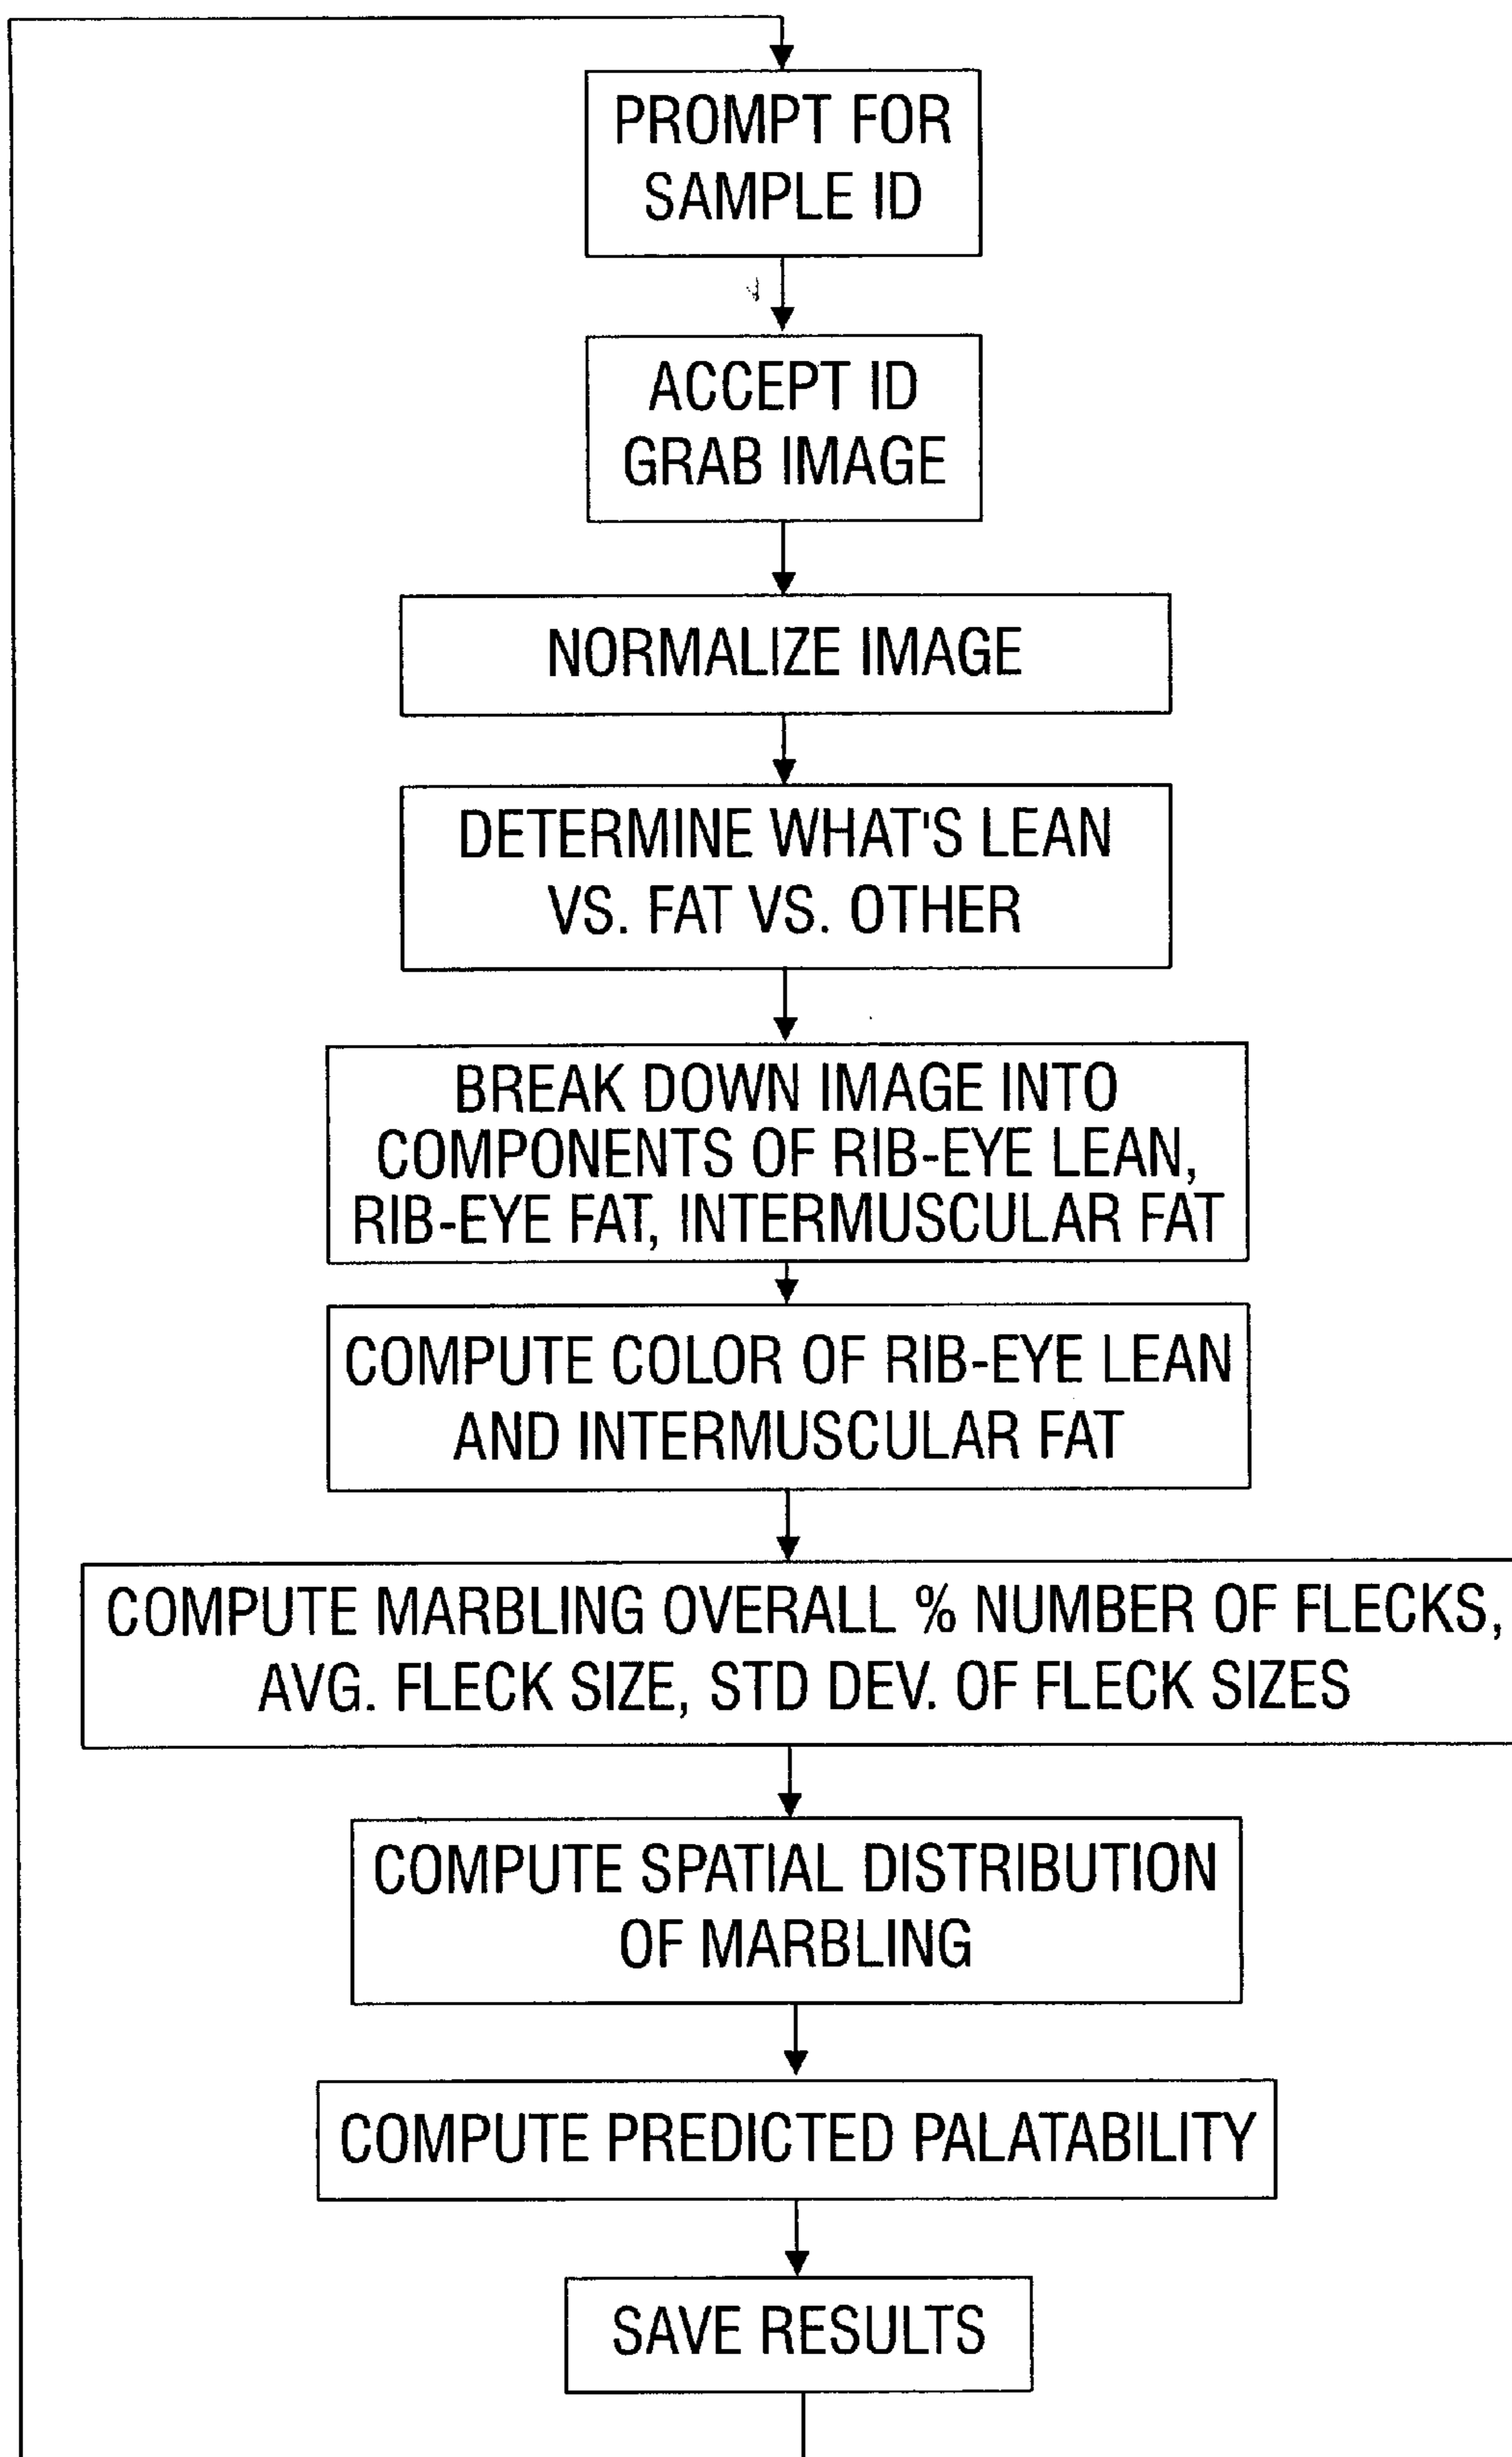 PROMPT FOR
SAMPLE ID
ACCEPT ID
GRAB IMAGE
NORMALIZE IMAGE
DETERMINE WHAT'S LEAN
VS. FAT VS. OTHER
BREAK DOWN IMAGE INTO
COMPONENTS OF RIB-EYE LEAN,
RIB-EYE FAT, INTERMUSCULAR FAT
COMPUTE COLOR OF RIB-EYE LEAN
AND INTERMUSCULAR FAT
COMPUTE MARBLING OVERALL % NUMBER OF FLECKS,
AVG. FLECK SIZE, STD DEV. OF FLECK SIZES
COMPUTE SPATIAL DISTRIBUTION
OF MARBLING
COMPUTE PREDICTED PALATABILITY
SAVE RESULTS